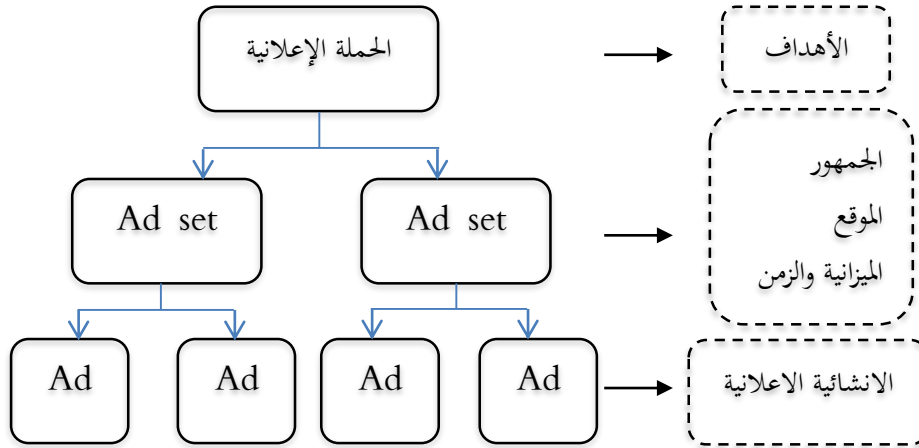 الحملة الإعلانية
الأهداف
Ad set
Ad set
الجمهور
الموقع
الميزانية والزمن
Ad
Ad
Ad
Ad
الانشائية الاعلانية